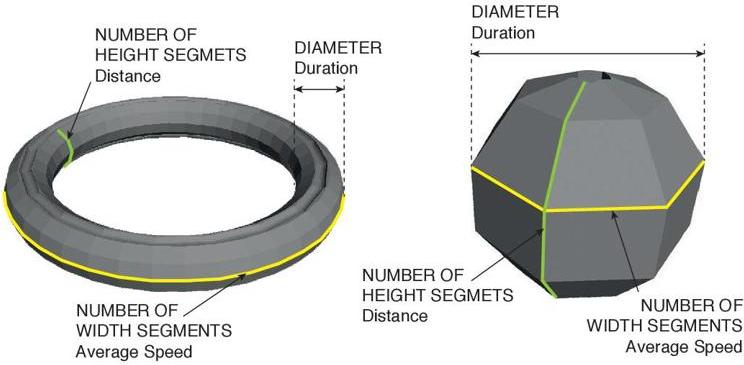 NUMBER OF
HEIGHT SEGMETS
Distance
DIAMETER
Duration
NUMBER OF
WIDTH SEGMENTS
Average Speed
DIAMETER
Duration
NUMBER OF
HEIGHT SEGMETS
Distance
NUMBER OF
WIDTH SEGMENTS
Average Speed